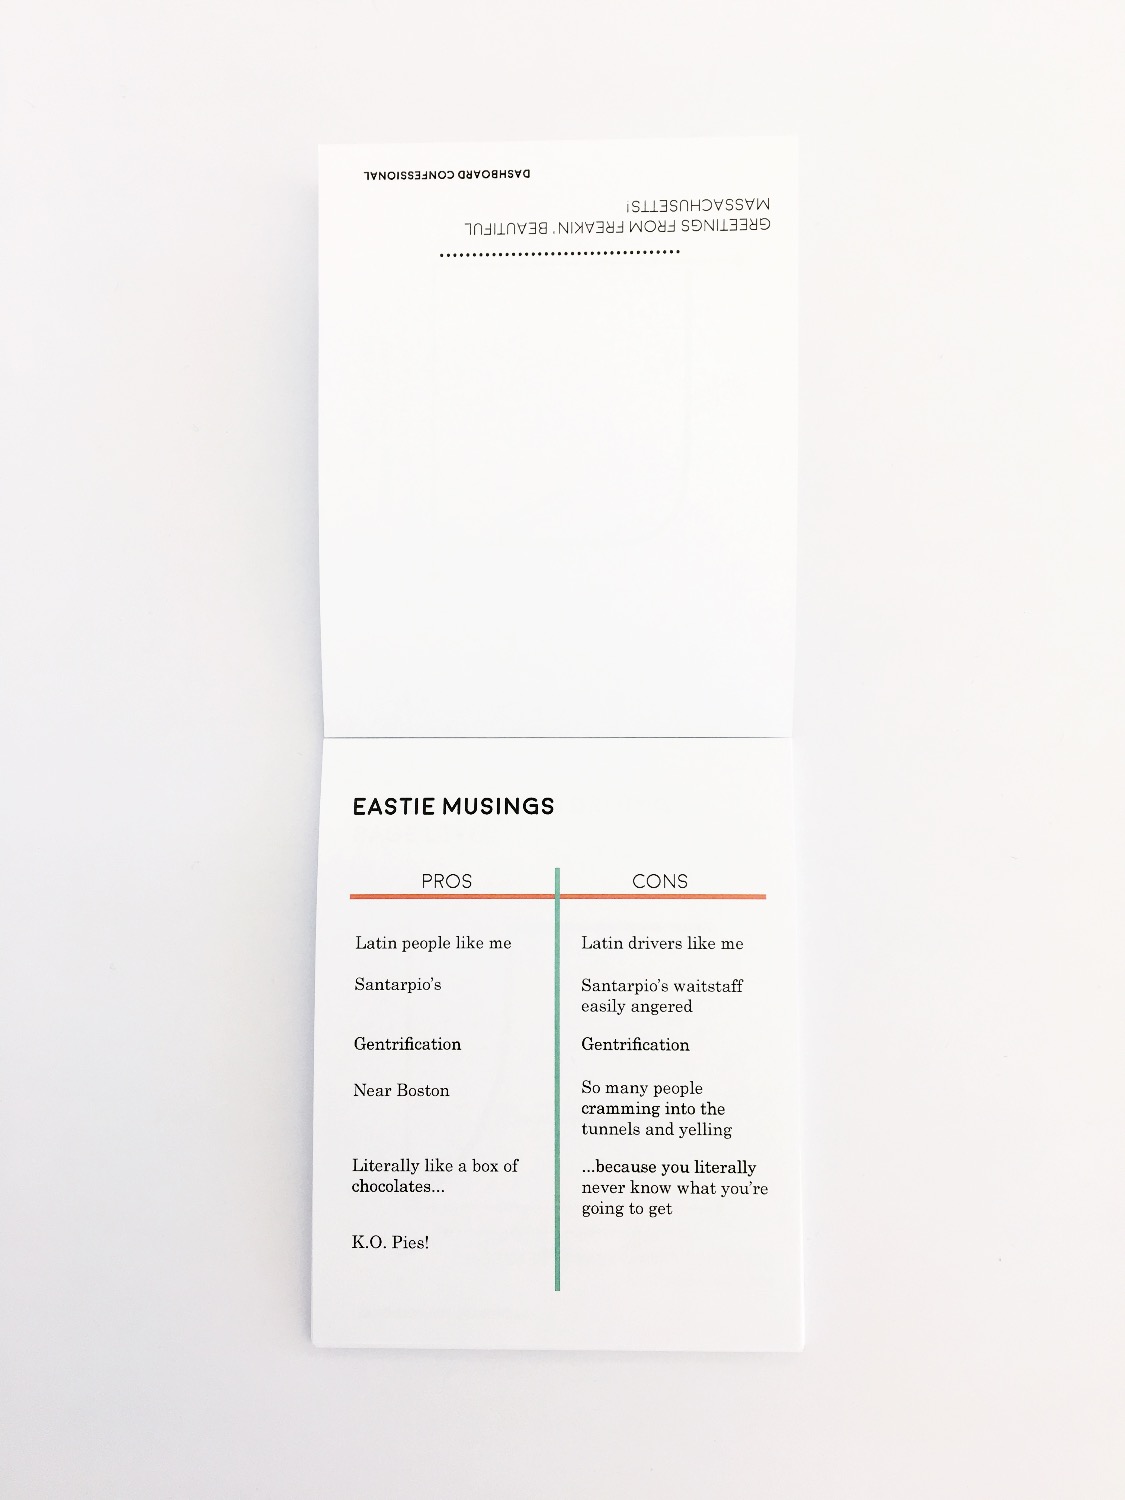 GREETINGS FROM FREAKIN' BEAUTIFUL
MASSACHUSETTS!
DASHBOARD CONFESSIONAL
EASTIE MUSINGS
PROS
CONS
Latin people like me
Latin drivers like me
Santarpio's
Santarpio's waitstaff
easily angered
Gentrification
Gentrification
Near Boston
So many people
cramming into the
tunnels and yelling
Literally like a box of
chocolates...
...because you literally
never know what you're
going to get
K.O. Pies!